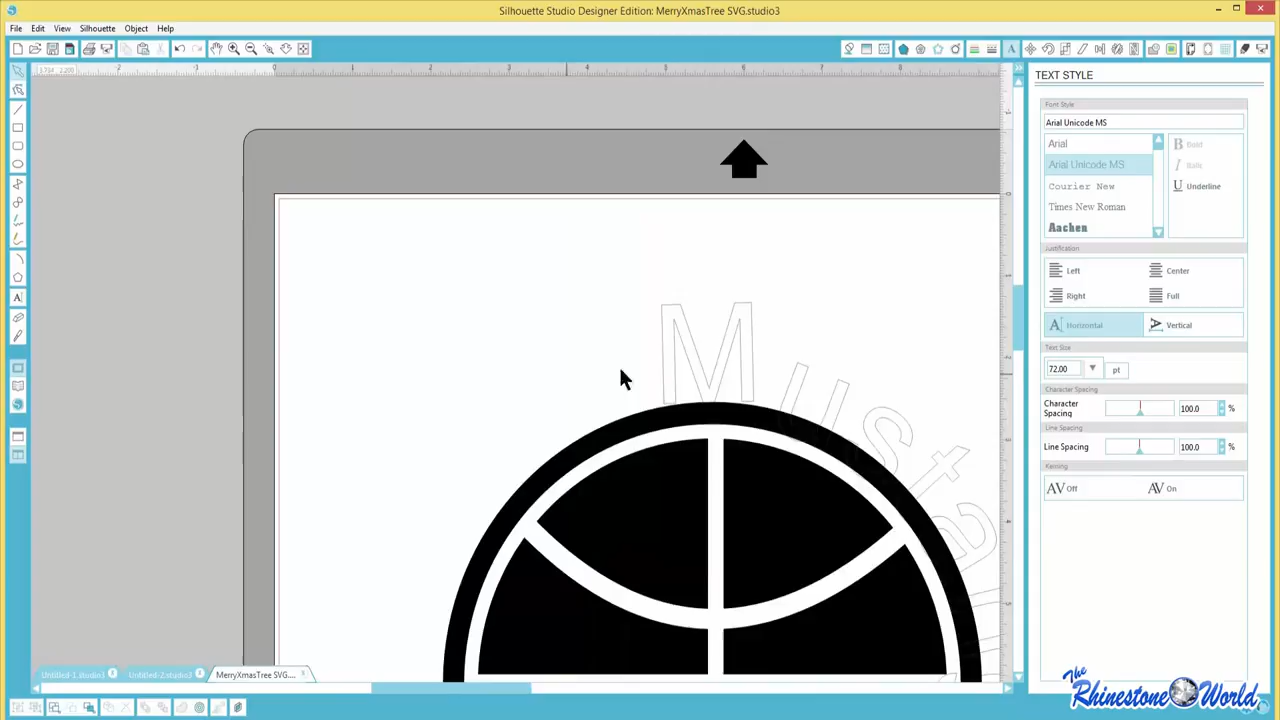 Silhouette Studio Designer Edition: MerryXmasTree SVG.studio3
File Edit View Silhouette Object Help
TEXT STYLE
Font Style
Arial Unicode MS
Arial
Arial Unicode MS
Courier New
Times New Roman
Aachen
Bold
Italic
U Underline
Justification
Left
Center
Right
Full
Horizontal
Vertical
Text Size
72.00 pt
Character Spacing
Character Spacing 100.0 %
Line Spacing
Line Spacing 100.0 %
Kerning
AV Off
AV On
Musta
Untitled-1.studio3 Untitled-2.studio3 MerryXmasTree SVG....
The Rhinestone World